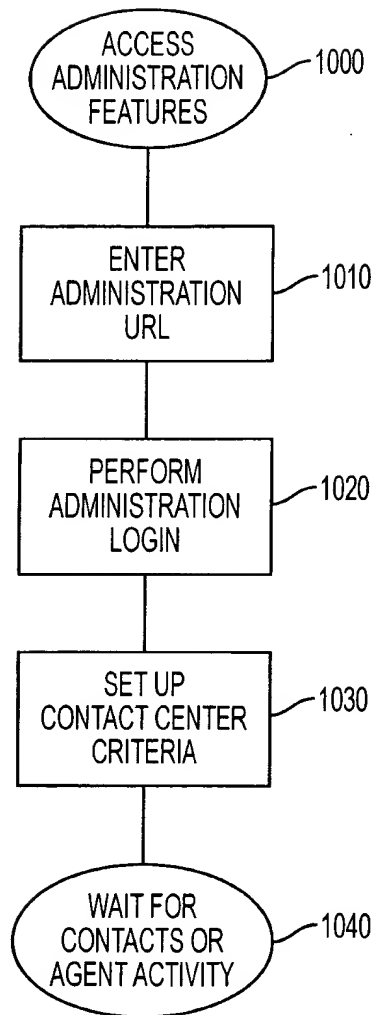 ACCESS
ADMINISTRATION
FEATURES
1000
ENTER
ADMINISTRATION
URL
1010
PERFORM
ADMINISTRATION
LOGIN
1020
SET UP
CONTACT CENTER
CRITERIA
1030
WAIT FOR
CONTACTS OR
AGENT ACTIVITY
1040